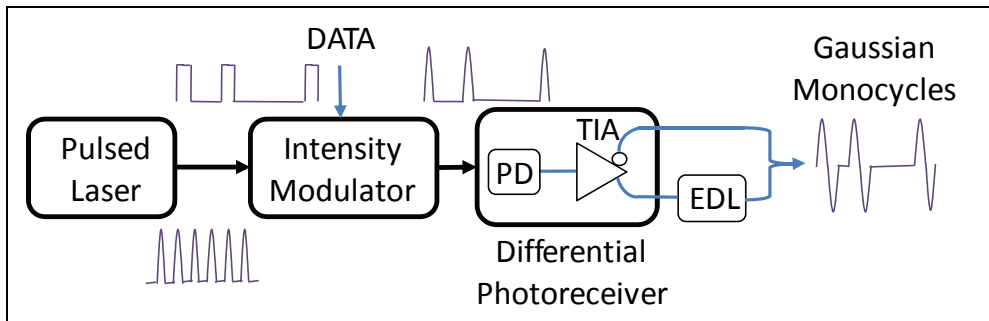 DATA
Gaussian
Monocycles
Pulsed
Laser
Intensity
Modulator
TIA
PD
EDL
Differential
Photoreceiver